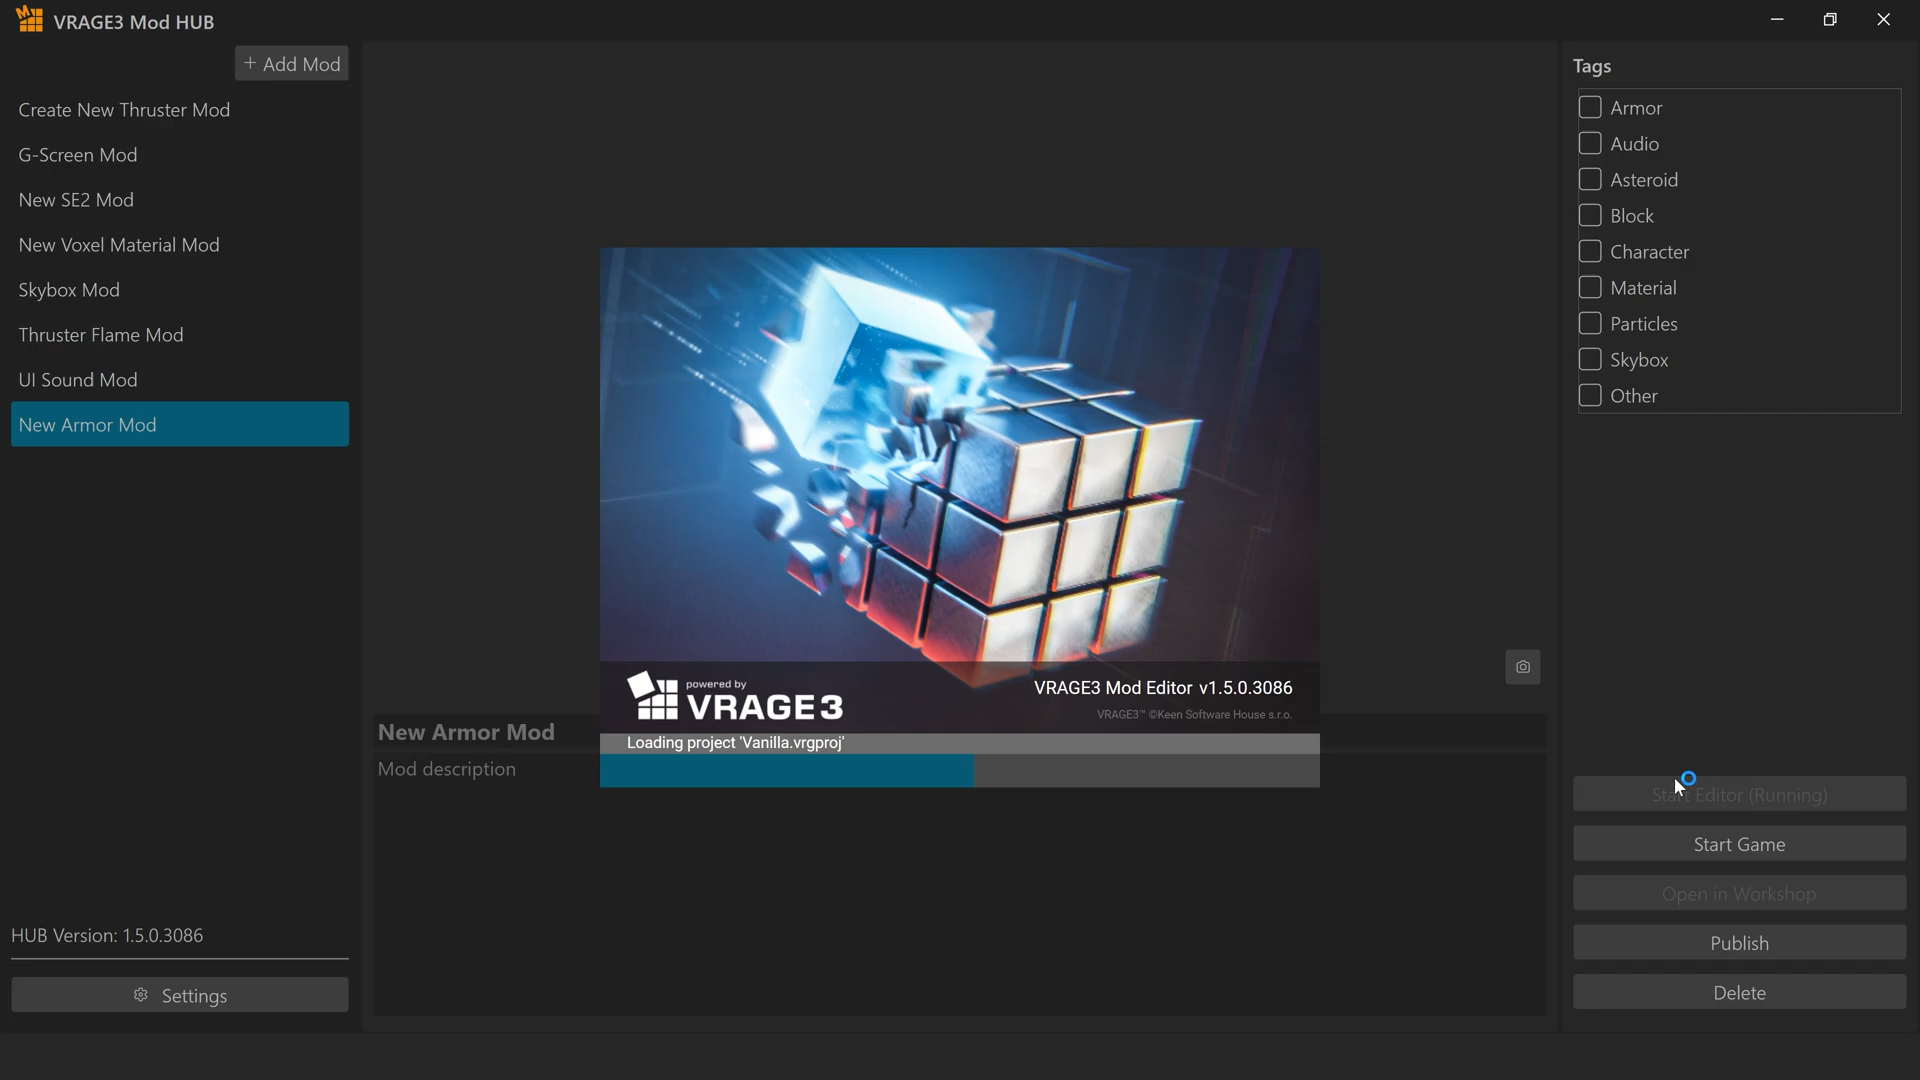 VRAGE3 Mod HUB
+ Add Mod
Create New Thruster Mod
G-Screen Mod
New SE2 Mod
New Voxel Material Mod
Skybox Mod
Thruster Flame Mod
UI Sound Mod
New Armor Mod
HUB Version: 1.5.0.3086
Settings
powered by
VRAGE3
VRAGE3 Mod Editor v1.5.0.3086
VRAGE3™ ©Keen Software House s.r.o.
Loading project 'Vanilla.vrgproj'
New Armor Mod
Mod description
Tags
Armor
Audio
Asteroid
Block
Character
Material
Particles
Skybox
Other
Start Editor (Running)
Start Game
Open in Workshop
Publish
Delete